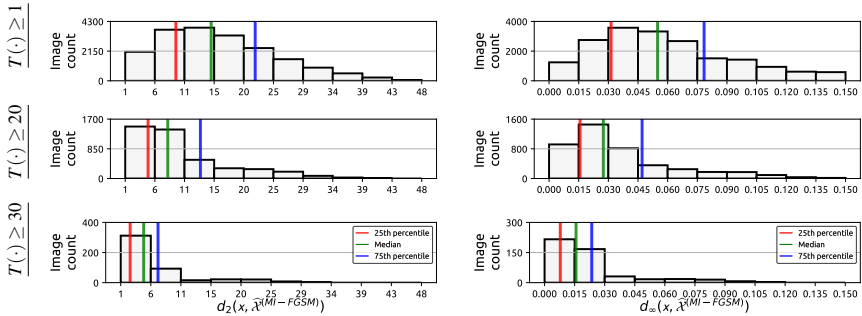 T(·) ≥ 1
Image count
4300
2150
0
1 6 11 15 20 25 29 34 39 43 48
Image count
4000
2000
0
0.000 0.015 0.030 0.045 0.060 0.075 0.090 0.105 0.120 0.135 0.150
T(·) ≥ 20
Image count
1700
850
0
1 6 11 15 20 25 29 34 39 43 48
Image count
1600
800
0
0.000 0.015 0.030 0.045 0.060 0.075 0.090 0.105 0.120 0.135 0.150
T(·) ≥ 30
Image count
400
200
0
25th percentile
Median
75th percentile
1 6 11 15 20 25 29 34 39 43 48
d₂(x, X̂^(MI−FGSM))
Image count
300
150
0
25th percentile
Median
75th percentile
0.000 0.015 0.030 0.045 0.060 0.075 0.090 0.105 0.120 0.135 0.150
d∞(x, X̂^(MI−FGSM))